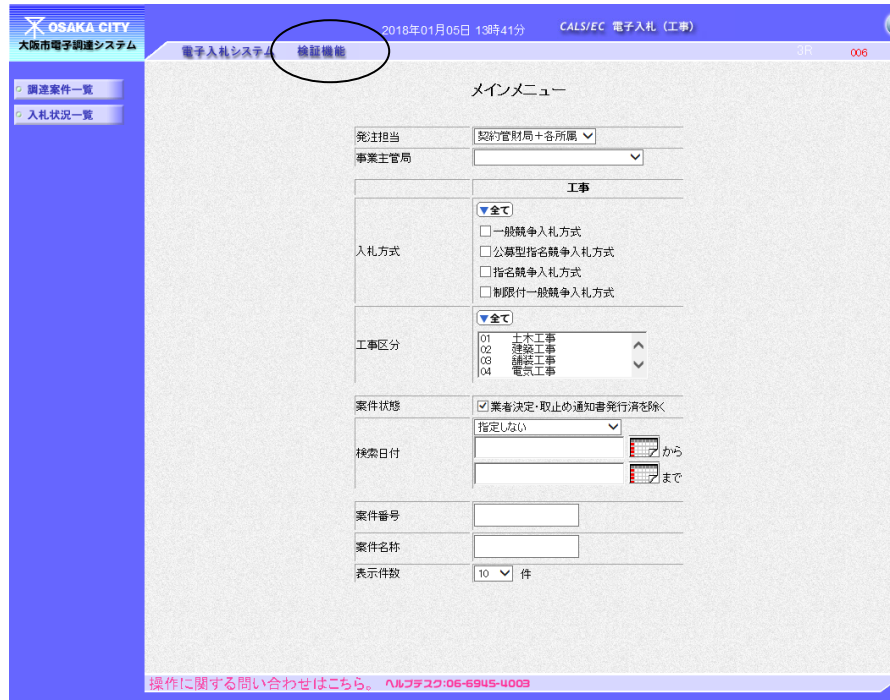 OSAKA CITY
大阪市電子調達システム
2018年01月05日 13時41分
CALS/EC 電子入札（工事）
電子入札システム 検証機能
3R
006
調達案件一覧
入札状況一覧
メインメニュー
発注担当 契約管財局＋各所属
事業主管局
工事
▼全て
入札方式
一般競争入札方式
公募型指名競争入札方式
指名競争入札方式
制限付一般競争入札方式
▼全て
工事区分
01 土木工事
02 建築工事
03 舗装工事
04 電気工事
案件状態 業者決定・取止め通知書発行済を除く
指定しない
検索日付
から
まで
案件番号
案件名称
表示件数 10 件
操作に関する問い合わせはこちら。 ヘルプデスク:06-6945-4003